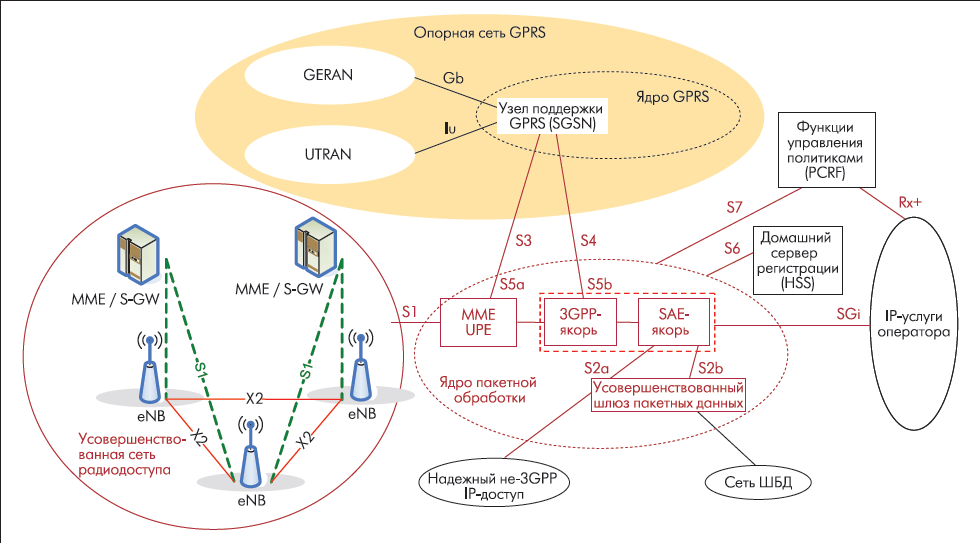 Опорная сеть GPRS
GERAN
Gb
Узел поддержки
GPRS (SGSN)
Ядро GPRS
Iu
UTRAN
Функции
управления
политиками
(PCRF)
S7
Rx+
S3
S4
S6
Домашний
сервер
регистрации
(HSS)
MME / S-GW
MME / S-GW
S1
S5a
S5b
MME
UPE
3GPP-
якорь
SAE-
якорь
SGi
IP-услуги
оператора
S1
S1
X2
X2
X2
eNB
eNB
eNB
Усовершенство-
ванная сеть
радиодоступа
Ядро пакетной
обработки
S2a
S2b
Усовершенствованный
шлюз пакетных данных
Надежный не-3GPP
IP-доступ
Сеть ШБД